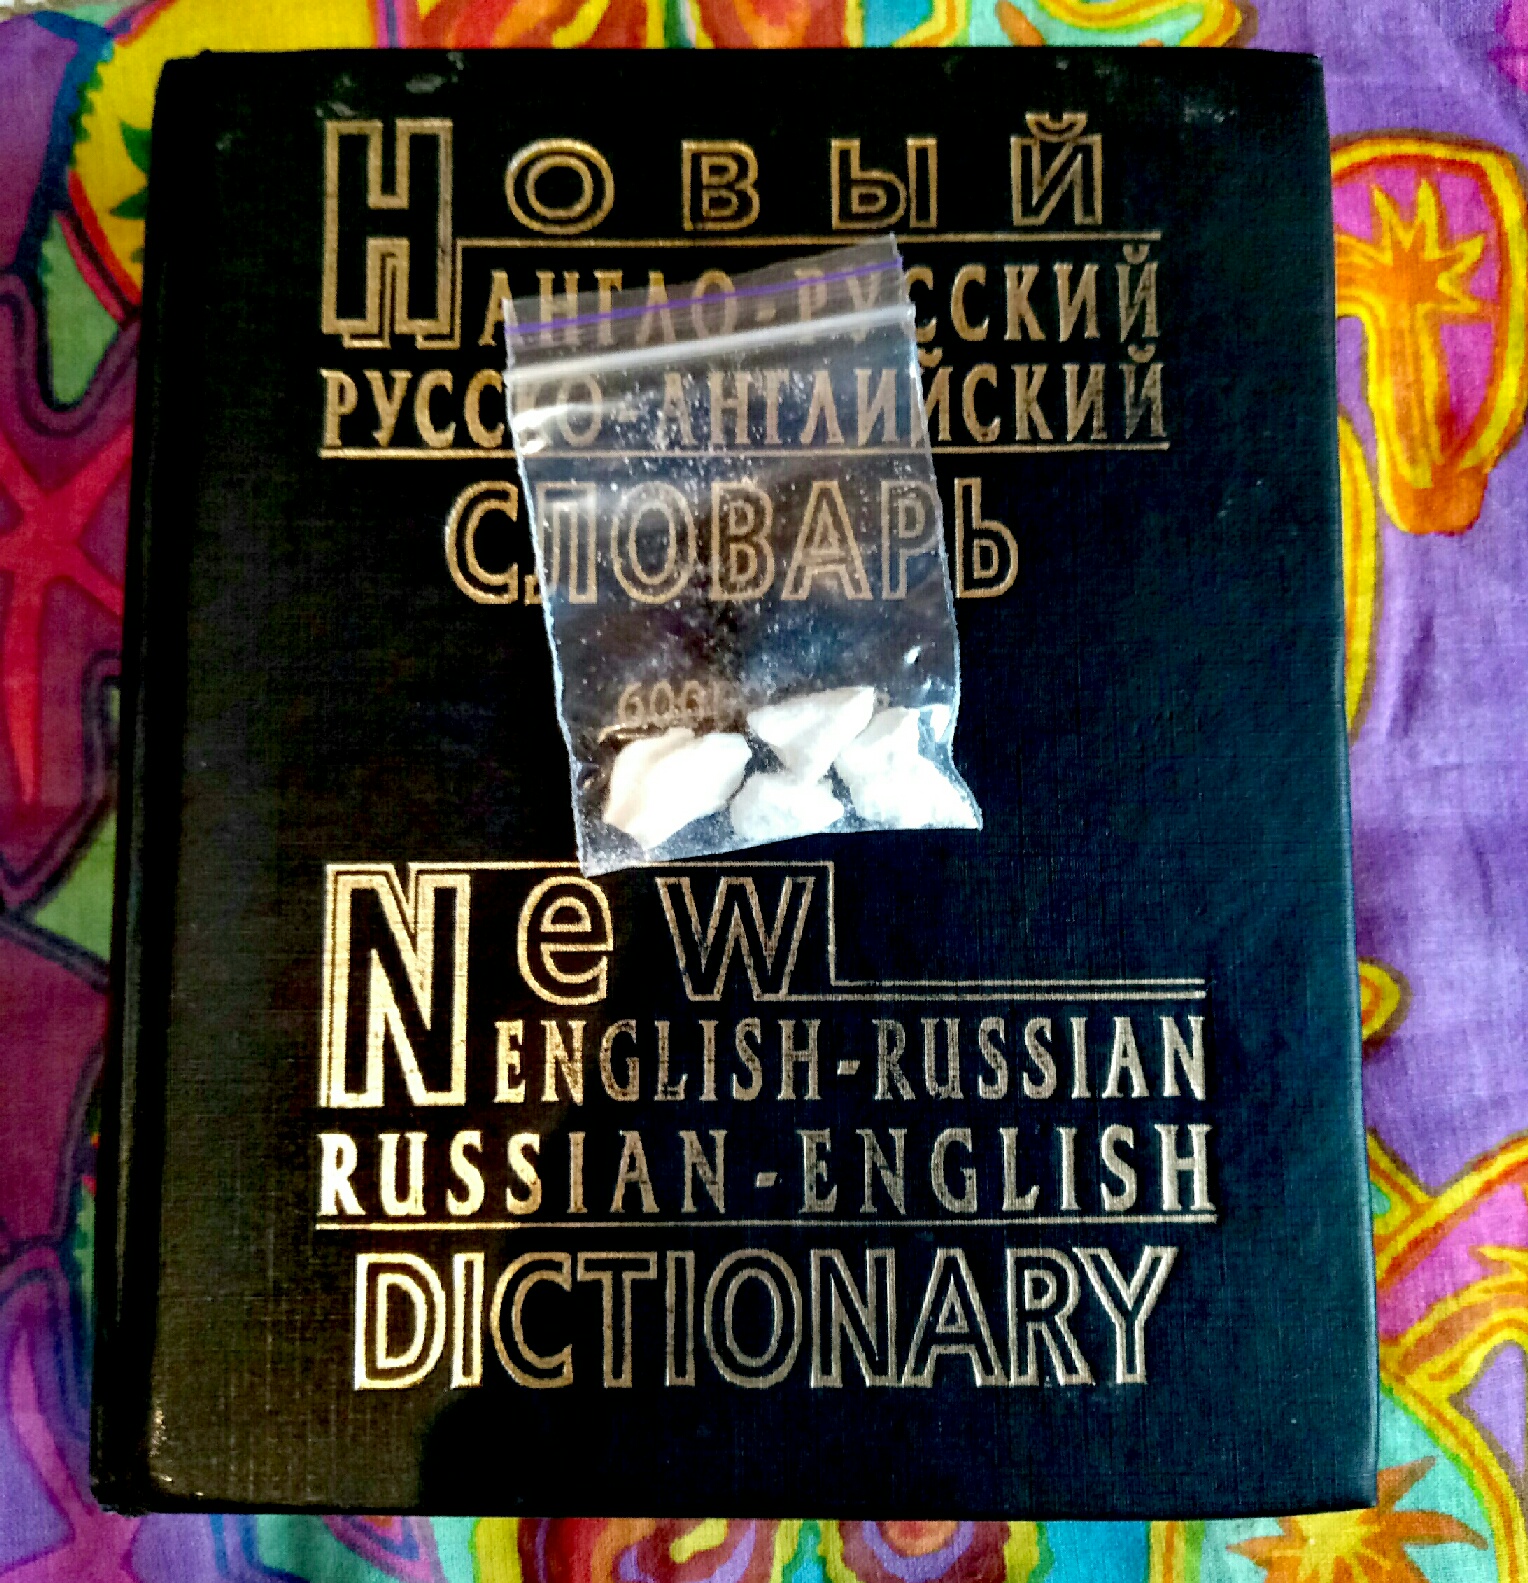 Новый
АНГЛО-РУССКИЙ
РУССКО-АНГЛИЙСКИЙ
СЛОВАРЬ
New
ENGLISH-RUSSIAN
RUSSIAN-ENGLISH
DICTIONARY